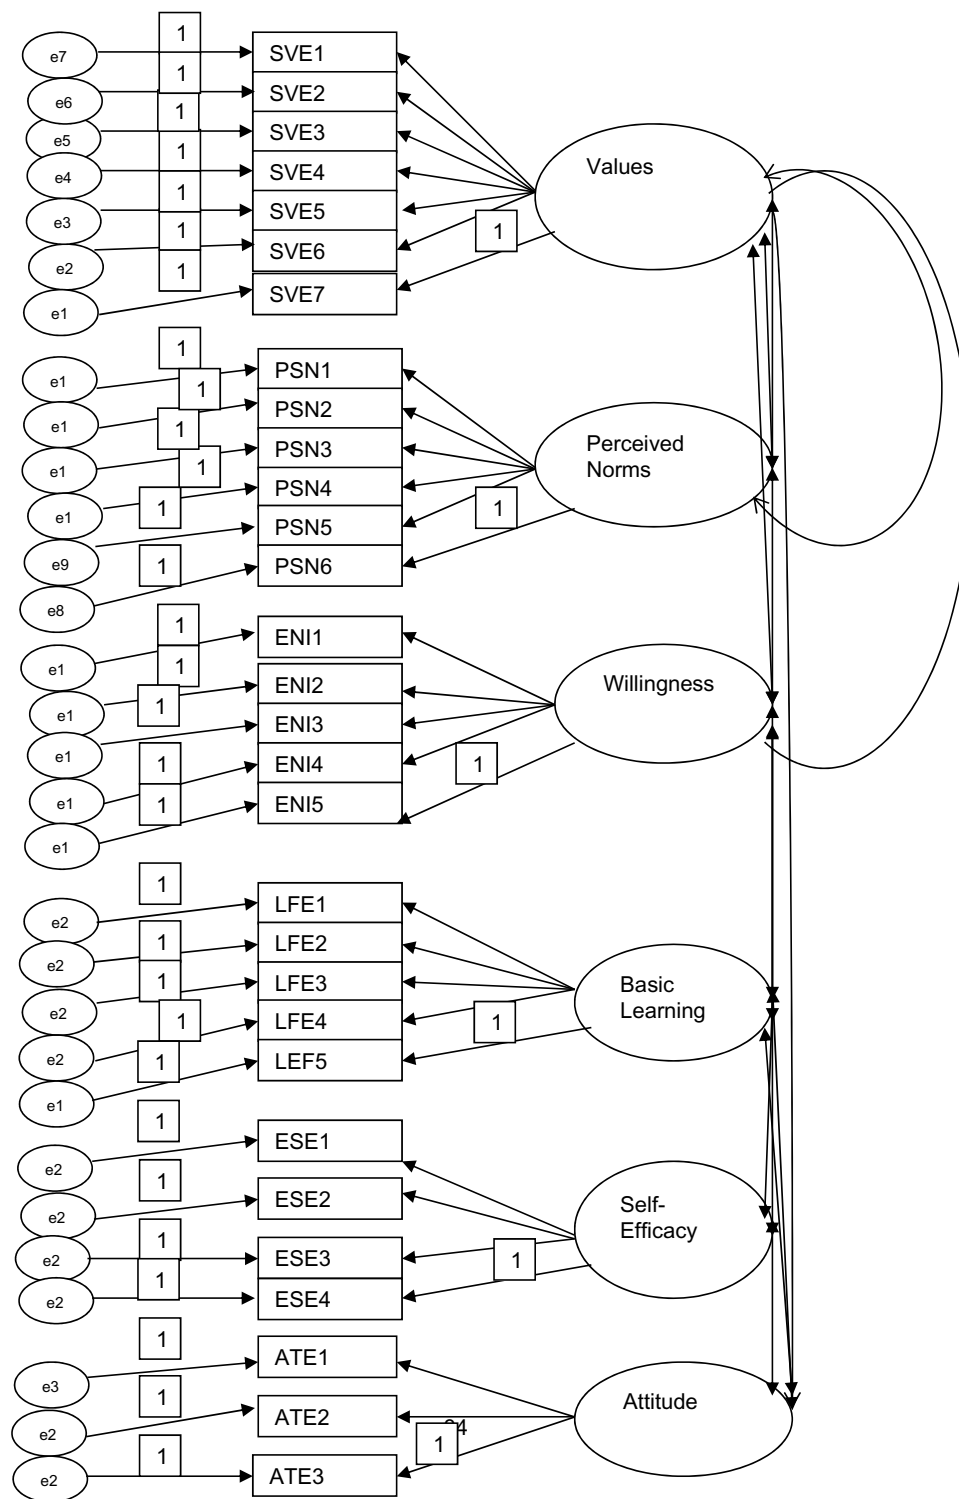 1
e7 SVE1
1
e6 SVE2
1
e5 SVE3
1
e4 SVE4
Values
1
e3 SVE5
1
1
e2 SVE6
1
e1 SVE7
1
e1 PSN1
1
e1 PSN2
1
e1 PSN3
Perceived
Norms
1
e1 PSN4
1
1
e9 PSN5
1
e8 PSN6
1
e1 ENI1
1
e1 ENI2
Willingness
1
e1 ENI3
1
e1 ENI4
1
1
e1 ENI5
1
e2 LFE1
1
e2 LFE2
1
e2 LFE3
Basic
Learning
1
e2 LFE4
1
1
e1 LEF5
1
e2 ESE1
1
e2 ESE2
Self-
Efficacy
1
e2 ESE3
1
1
e2 ESE4
1
e3 ATE1
1
e2 ATE2
Attitude
1
1
e2 ATE3